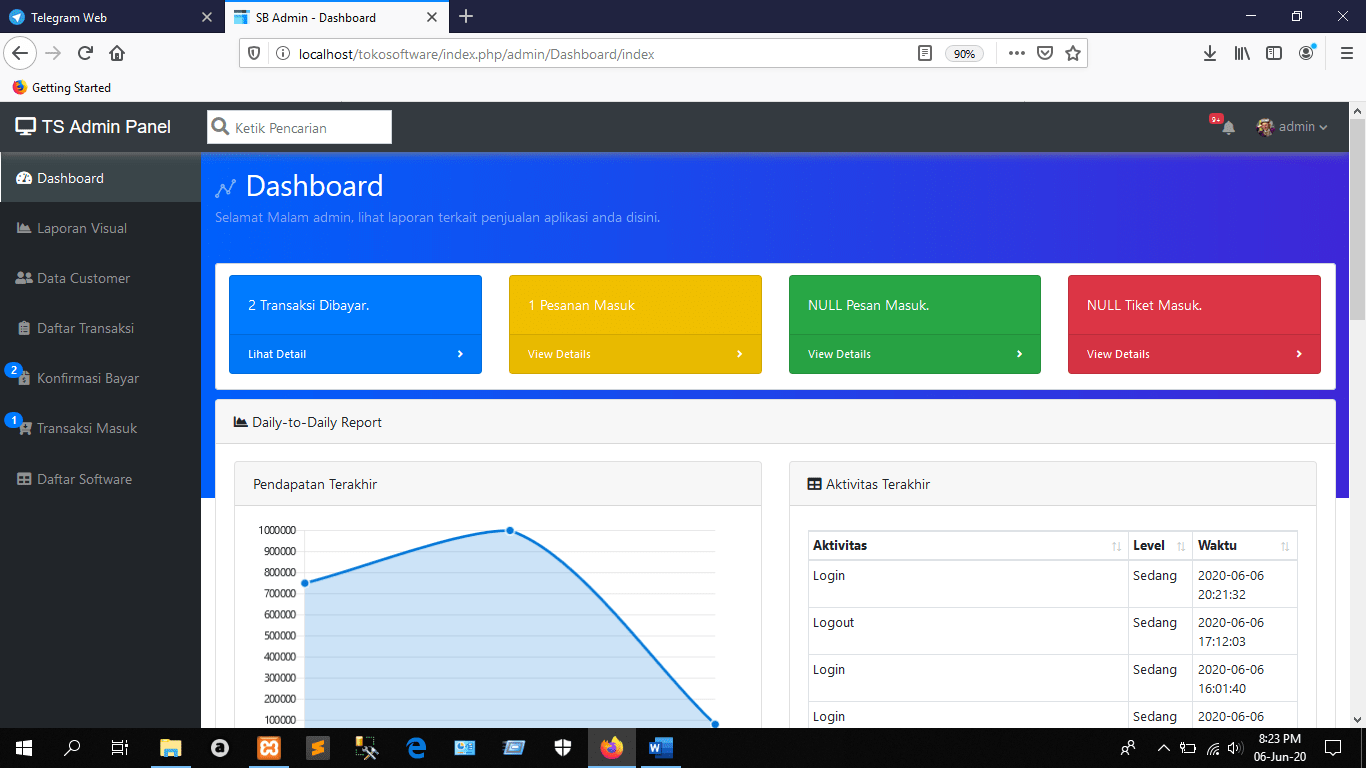 Telegram Web
SB Admin - Dashboard
localhost/tokosoftware/index.php/admin/Dashboard/index
90%
Getting Started
TS Admin Panel
Ketik Pencarian
9+
admin
Dashboard
Laporan Visual
Data Customer
Daftar Transaksi
2
Konfirmasi Bayar
1
Transaksi Masuk
Daftar Software
Dashboard
Selamat Malam admin, lihat laporan terkait penjualan aplikasi anda disini.
2 Transaksi Dibayar.
Lihat Detail
1 Pesanan Masuk
View Details
NULL Pesan Masuk.
View Details
NULL Tiket Masuk.
View Details
Daily-to-Daily Report
Pendapatan Terakhir
1000000
900000
800000
700000
600000
500000
400000
300000
200000
100000
Aktivitas Terakhir
Aktivitas Level Waktu
Login Sedang 2020-06-06
20:21:32
Logout Sedang 2020-06-06
17:12:03
Login Sedang 2020-06-06
16:01:40
Login Sedang 2020-06-06
8:23 PM
06-Jun-20